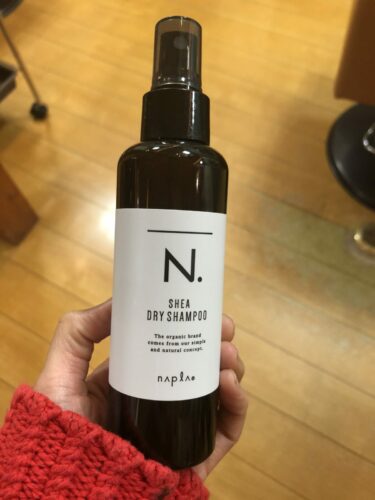 N.
SHEA
DRY SHAMPOO
The organic brand
comes from our simple
and natural concept.
napla